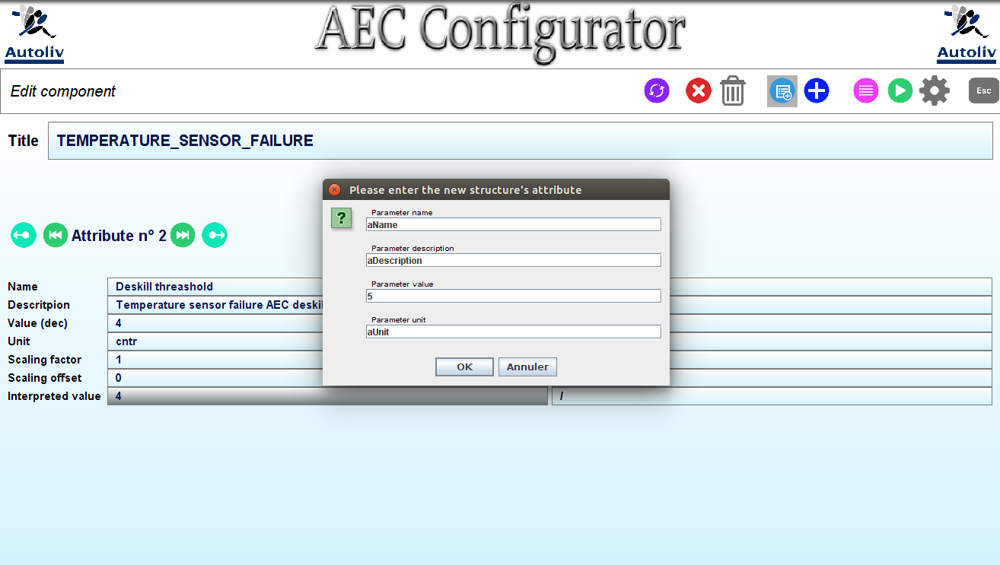 AEC Configurator
Autoliv
Autoliv
Edit component
Esc
Title
TEMPERATURE_SENSOR_FAILURE
Please enter the new structure's attribute
?
Parameter name
aName
Parameter description
aDescription
Parameter value
5
Parameter unit
aUnit
OK Annuler
Attribute n° 2
Name Deskill threashold
Descritpion Temperature sensor failure AEC
Value (dec) 4
Unit cntr
Scaling factor 1
Scaling offset 0
Interpreted value 4 /